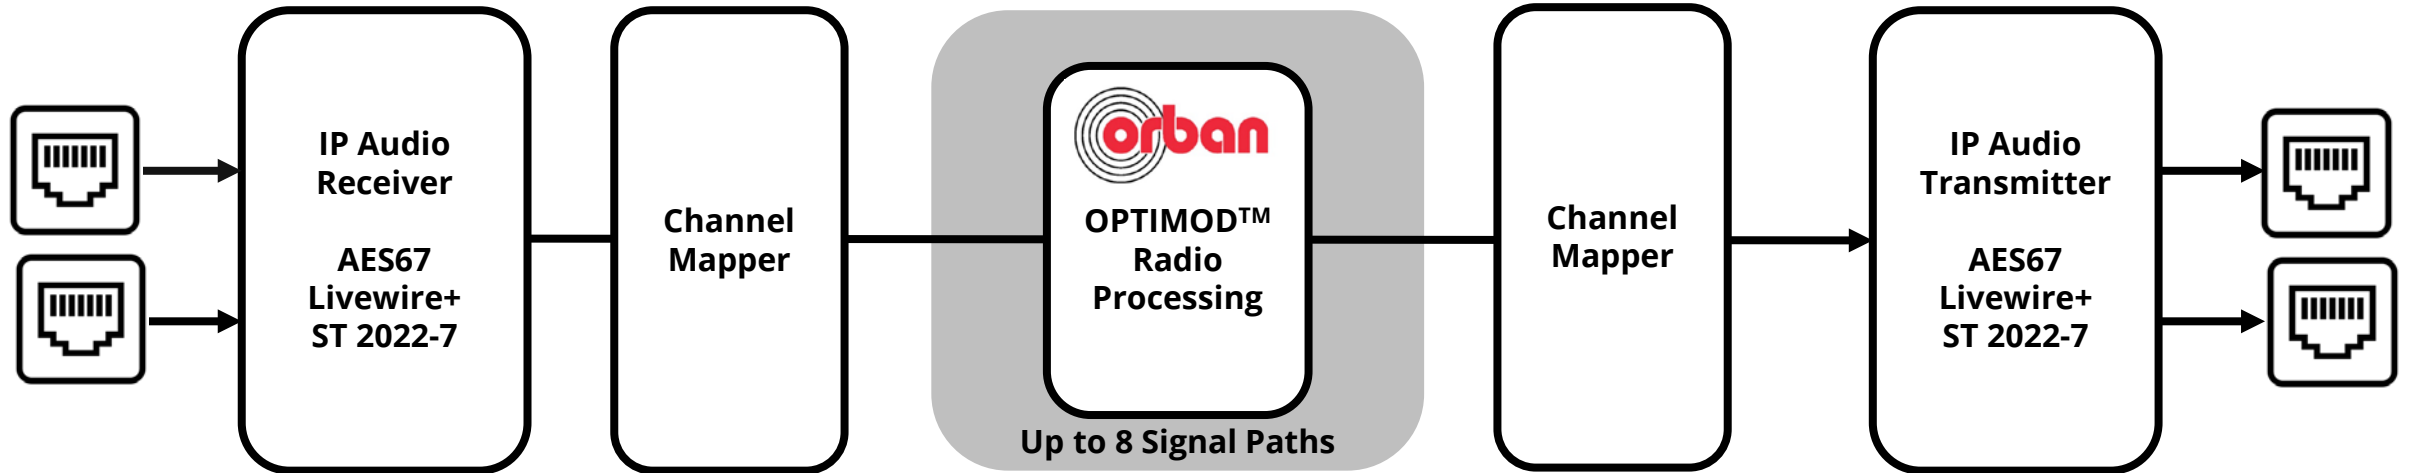 IP Audio
Receiver
AES67
Livewire+
ST 2022-7
Channel
Mapper
orban
OPTIMOD™
Radio
Processing
Up to 8 Signal Paths
Channel
Mapper
IP Audio
Transmitter
AES67
Livewire+
ST 2022-7